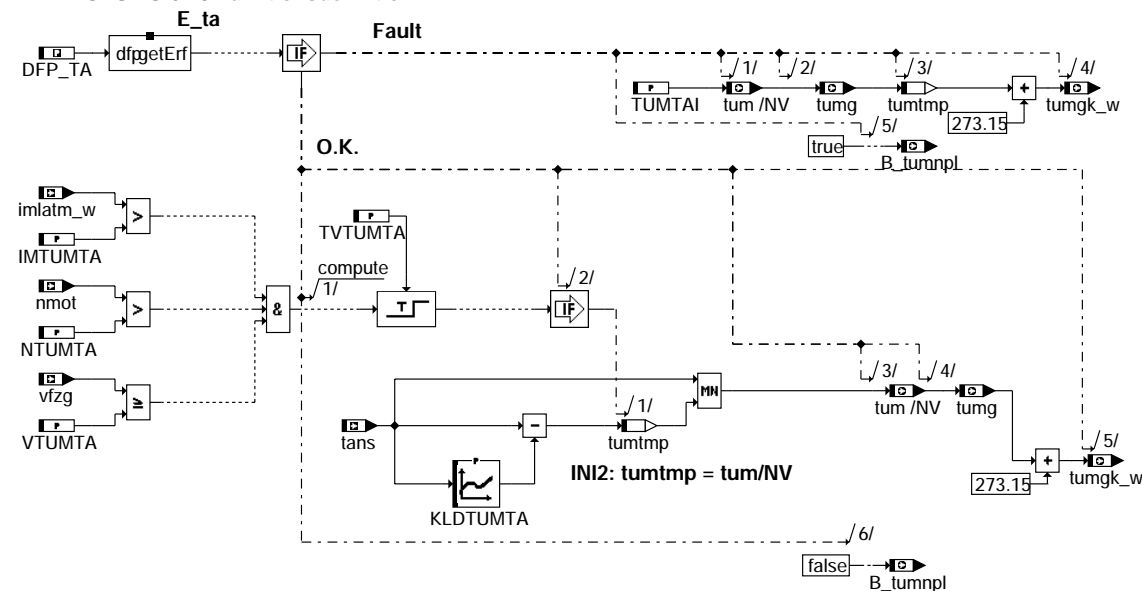 E_ta
Fault
dfpgetErf
IF
DFP_TA
1/
2/
3/
4/
P
TUMTAI
tum /NV
tumg
tumtmp
+
tumgk_w
273.15
5/
true
B_tumnpl
O.K.
imlatm_w
>
P
IMTUMTA
P
TVTUMTA
nmot
>
P
NTUMTA
&
compute
1/
T
2/
IF
vfzg
P
VTUMTA
3/
4/
MN
tum /NV
tumg
tans
-
1/
tumtmp
INI2: tumtmp = tum/NV
P
KLDTUMTA
+
5/
tumgk_w
273.15
6/
false
B_tumnpl